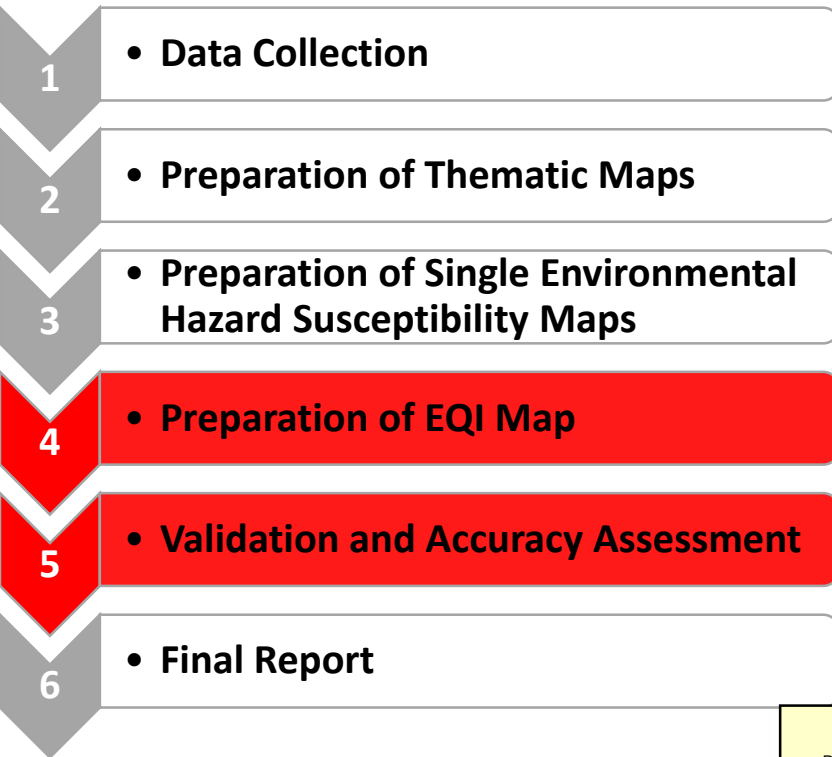 1
• Data Collection
2
• Preparation of Thematic Maps
3
• Preparation of Single Environmental
Hazard Susceptibility Maps
4
• Preparation of EQI Map
5
• Validation and Accuracy Assessment
6
• Final Report